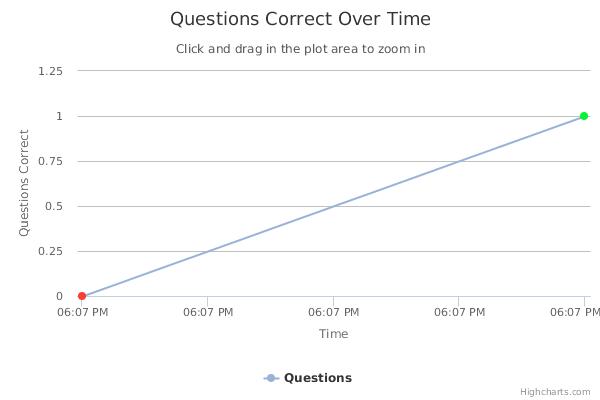 Questions Correct Over Time
Click and drag in the plot area to zoom in
Questions Correct
1.25
1
0.75
0.5
0.25
0
06:07 PM 06:07 PM 06:07 PM 06:07 PM 06:07 PM
Time
Questions
Highcharts.com